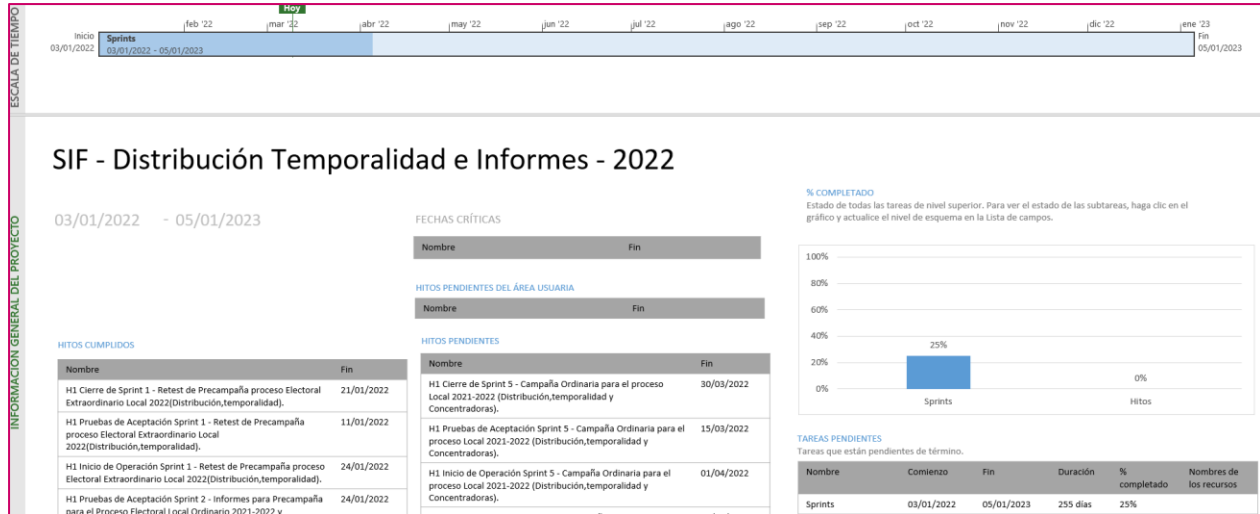 ESCALA DE TIEMPO
Hoy
feb '22 mar '22 abr '22 may '22 jun '22 jul '22 ago '22 sep '22 oct '22 nov '22 dic '22 ene '23
Inicio
03/01/2022
Sprints
03/01/2022 - 05/01/2023
Fin
05/01/2023
INFORMACION GENERAL DEL PROYECTO
SIF - Distribución Temporalidad e Informes - 2022
03/01/2022 - 05/01/2023
HITOS CUMPLIDOS
Nombre Fin
H1 Cierre de Sprint 1 - Retest de Precampaña proceso Electoral 21/01/2022
Extraordinario Local 2022(Distribución,temporalidad).
H1 Pruebas de Aceptación Sprint 1 - Retest de Precampaña 11/01/2022
proceso Electoral Extraordinario Local
2022(Distribución,temporalidad).
H1 Inicio de Operación Sprint 1 - Retest de Precampaña proceso 24/01/2022
Electoral Extraordinario Local 2022(Distribución,temporalidad).
H1 Pruebas de Aceptación Sprint 2 - Informes para Precampaña 24/01/2022
para el Proceso Electoral Local Ordinario 2021-2022 y
FECHAS CRÍTICAS
Nombre Fin
HITOS PENDIENTES DEL ÁREA USUARIA
Nombre Fin
HITOS PENDIENTES
Nombre Fin
H1 Cierre de Sprint 5 - Campaña Ordinaria para el proceso 30/03/2022
Local 2021-2022 (Distribución,temporalidad y
Concentradoras).
H1 Pruebas de Aceptación Sprint 5 - Campaña Ordinaria para el 15/03/2022
proceso Local 2021-2022 (Distribución,temporalidad y
Concentradoras).
H1 Inicio de Operación Sprint 5 - Campaña Ordinaria para el 01/04/2022
proceso Local 2021-2022 (Distribución,temporalidad y
Concentradoras).
% COMPLETADO
Estado de todas las tareas de nivel superior. Para ver el estado de las subtareas, haga clic en el
gráfico y actualice el nivel de esquema en la Lista de campos.
100%
80%
60%
40%
20%
0%
25%
0%
Sprints Hitos
TAREAS PENDIENTES
Tareas que están pendientes de término.
Nombre Comienzo Fin Duración % completado Nombres de los recursos
Sprints 03/01/2022 05/01/2023 255 días 25%